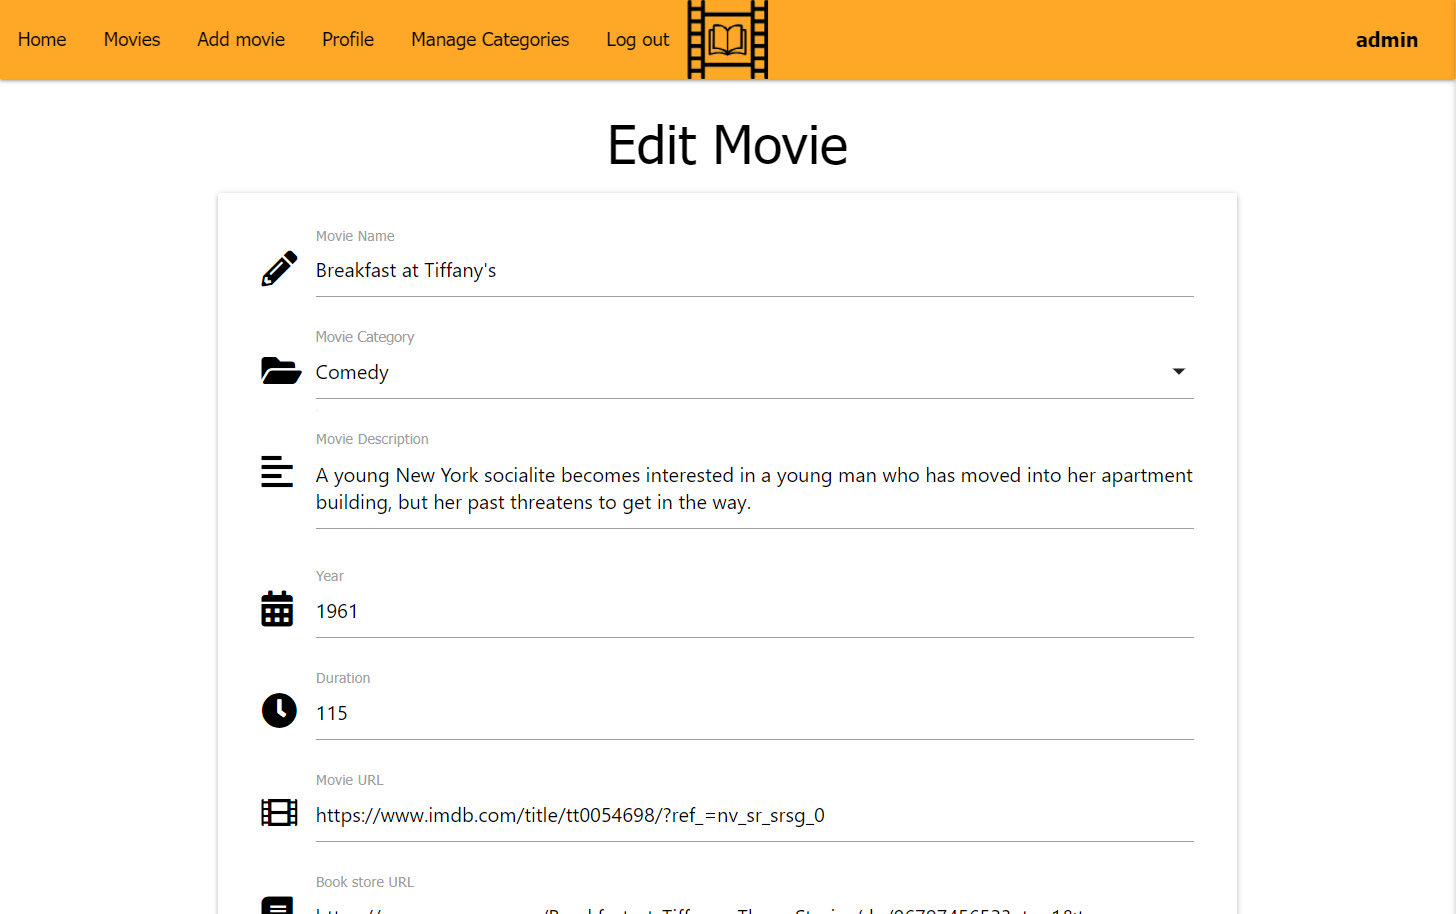 Home Movies Add movie Profile Manage Categories Log out admin
Edit Movie
Movie Name
Breakfast at Tiffany's
Movie Category
Comedy
Movie Description
A young New York socialite becomes interested in a young man who has moved into her apartment
building, but her past threatens to get in the way.
Year
1961
Duration
115
Movie URL
https://www.imdb.com/title/tt0054698/?ref_=nv_sr_srsg_0
Book store URL